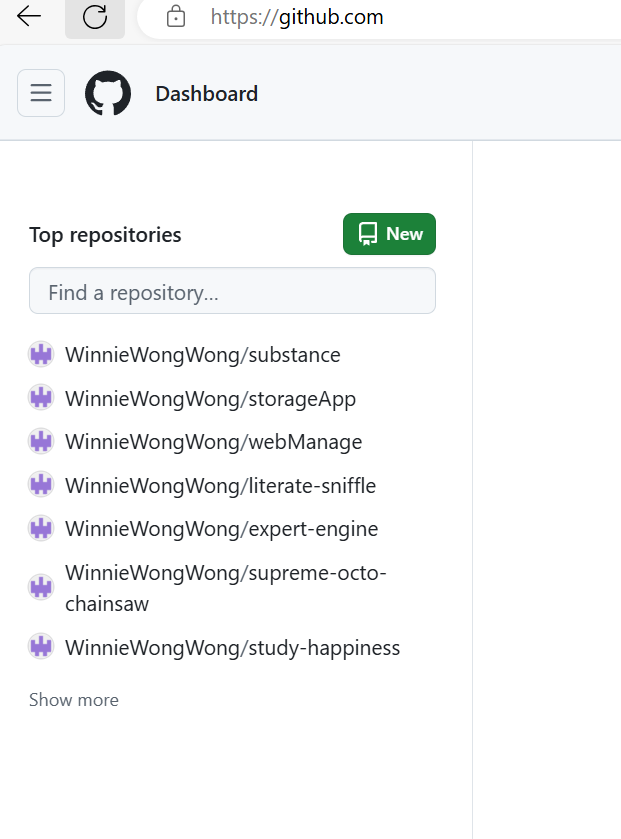 https://github.com
Dashboard
Top repositories
New
Find a repository...
WinnieWongWong/substance
WinnieWongWong/storageApp
WinnieWongWong/webManage
WinnieWongWong/literate-sniffle
WinnieWongWong/expert-engine
WinnieWongWong/supreme-octo-
chainsaw
WinnieWongWong/study-happiness
Show more